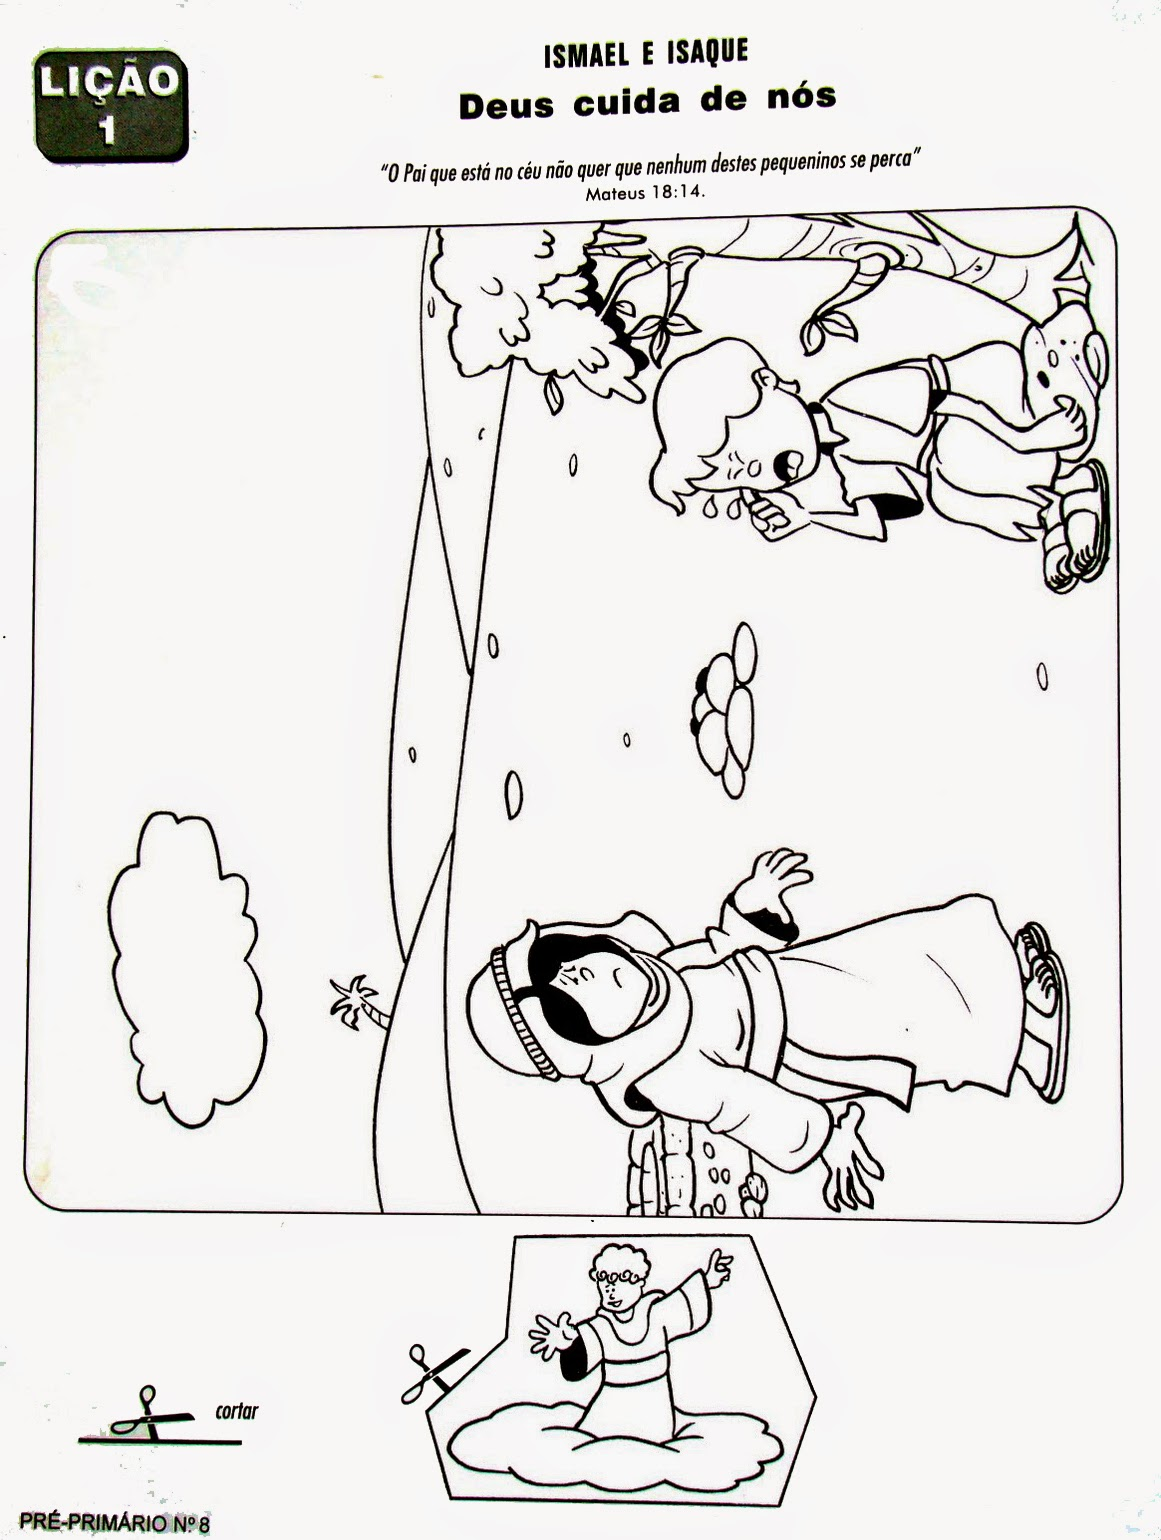 LIÇÃO
1
ISMAEL E ISAQUE
Deus cuida de nós
“O Pai que está no céu não quer que nenhum destes pequeninos se perca”
Mateus 18:14.
cortar
PRÉ-PRIMÁRIO Nº 8